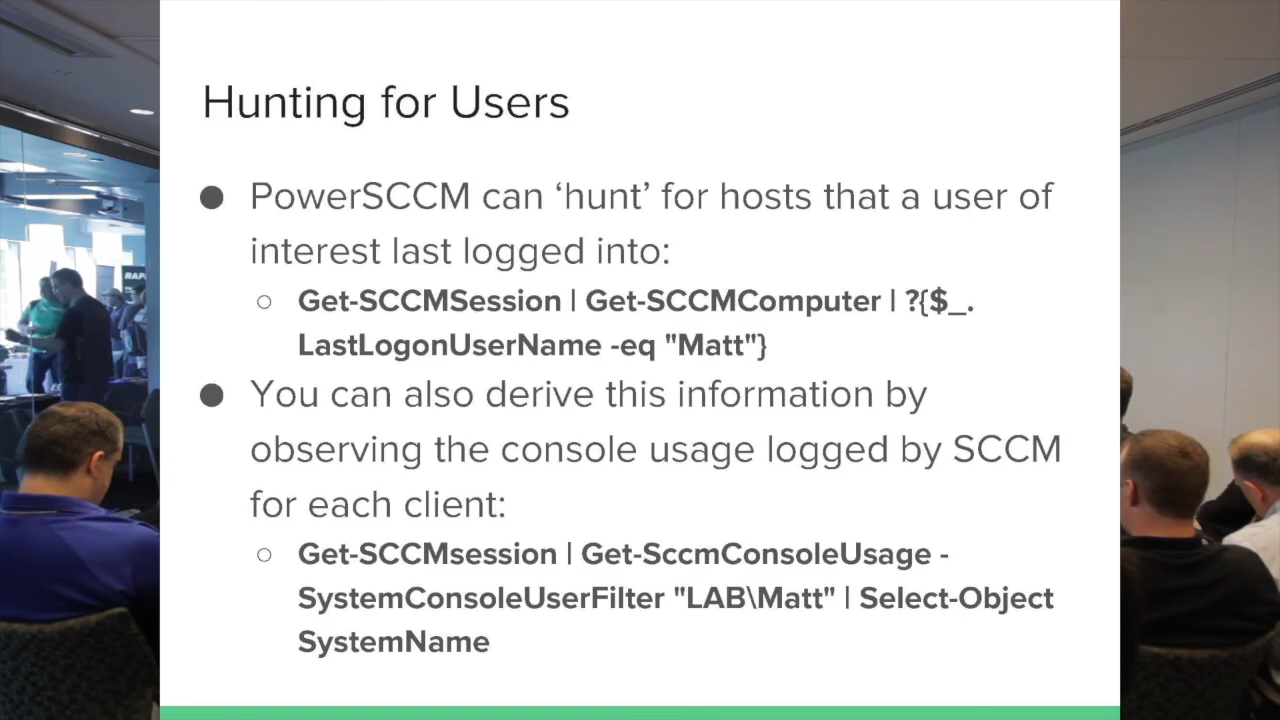 Hunting for Users
● PowerSCCM can ‘hunt’ for hosts that a user of
interest last logged into:
○ Get-SCCMSession | Get-SCCMComputer | ?{$_.
LastLogonUserName -eq "Matt"}
● You can also derive this information by
observing the console usage logged by SCCM
for each client:
○ Get-SCCMsession | Get-SccmConsoleUsage -
SystemConsoleUserFilter "LAB\Matt" | Select-Object
SystemName